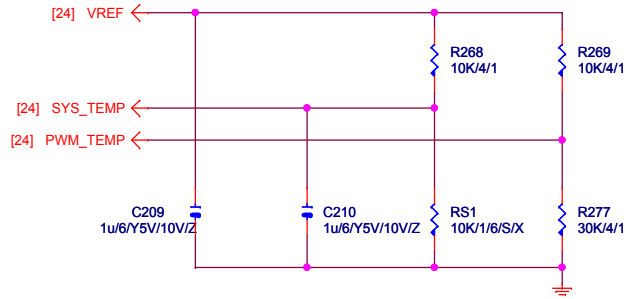 [24] VREF
R268
10K/4/1
R269
10K/4/1
[24] SYS_TEMP
[24] PWM_TEMP
C209
1u/6/Y5V/10V/Z
C210
1u/6/Y5V/10V/Z
RS1
10K/1/6/S/X
R277
30K/4/1